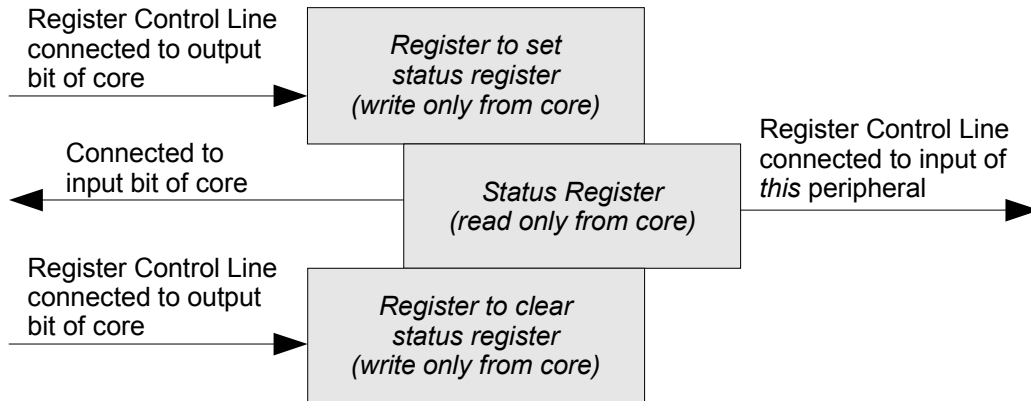 Register Control Line
connected to output
bit of core
Register to set
status register
(write only from core)
Connected to
input bit of core
Status Register
(read only from core)
Register Control Line
connected to input of
this peripheral
Register Control Line
connected to output
bit of core
Register to clear
status register
(write only from core)